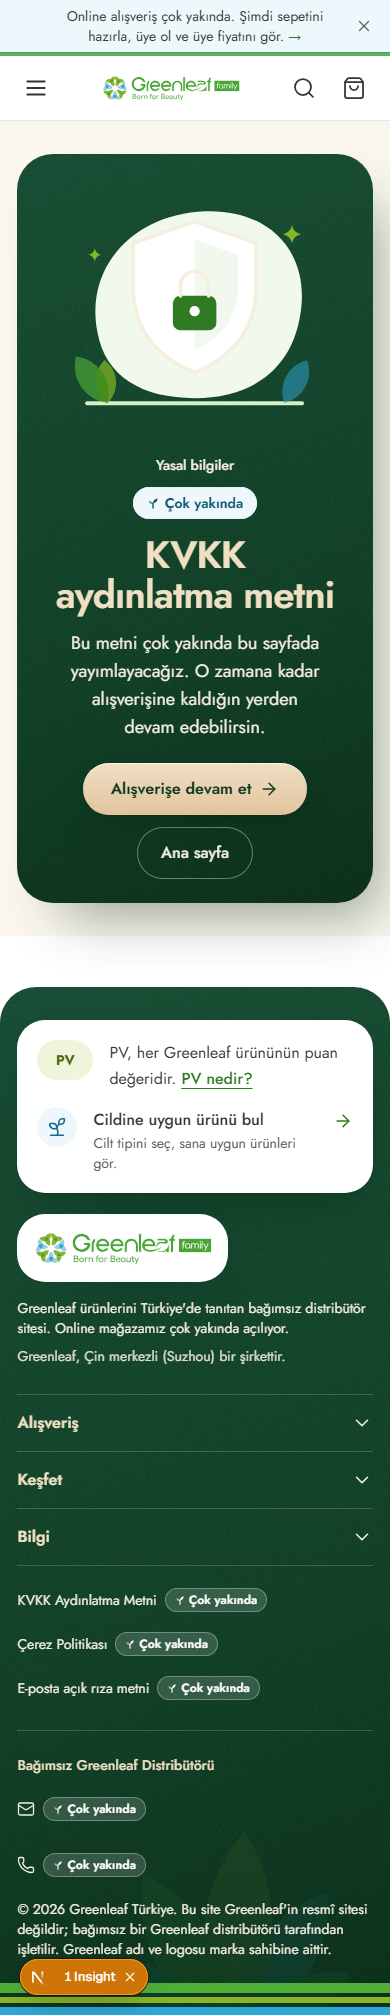 Online alışveriş çok yakında. Şimdi sepetini
hazırla, üye ol ve üye fiyatını gör. →
Greenleaf family
Born for Beauty
Yasal bilgiler
Çok yakında
KVKK
aydınlatma metni
Bu metni çok yakında bu sayfada
yayımlayacağız. O zamana kadar
alışverişine kaldığın yerden
devam edebilirsin.
Alışverişe devam et →
Ana sayfa
PV
PV, her Greenleaf ürününün puan
değeridir. PV nedir?
Cildine uygun ürünü bul
Cilt tipini seç, sana uygun ürünleri
gör.
Greenleaf family
Born for Beauty
Greenleaf ürünlerini Türkiye'de tanıtan bağımsız distribütör
sitesi. Online mağazamız çok yakında açılıyor.
Greenleaf, Çin merkezli (Suzhou) bir şirkettir.
Alışveriş
Keşfet
Bilgi
KVKK Aydınlatma Metni Çok yakında
Çerez Politikası Çok yakında
E-posta açık rıza metni Çok yakında
Bağımsız Greenleaf Distribütörü
Çok yakında
Çok yakında
© 2026 Greenleaf Türkiye. Bu site Greenleaf'in resmî sitesi
değildir; bağımsız bir Greenleaf distribütörü tarafından
işletilir. Greenleaf adı ve logosu marka sahibine aittir.
N 1 Insight